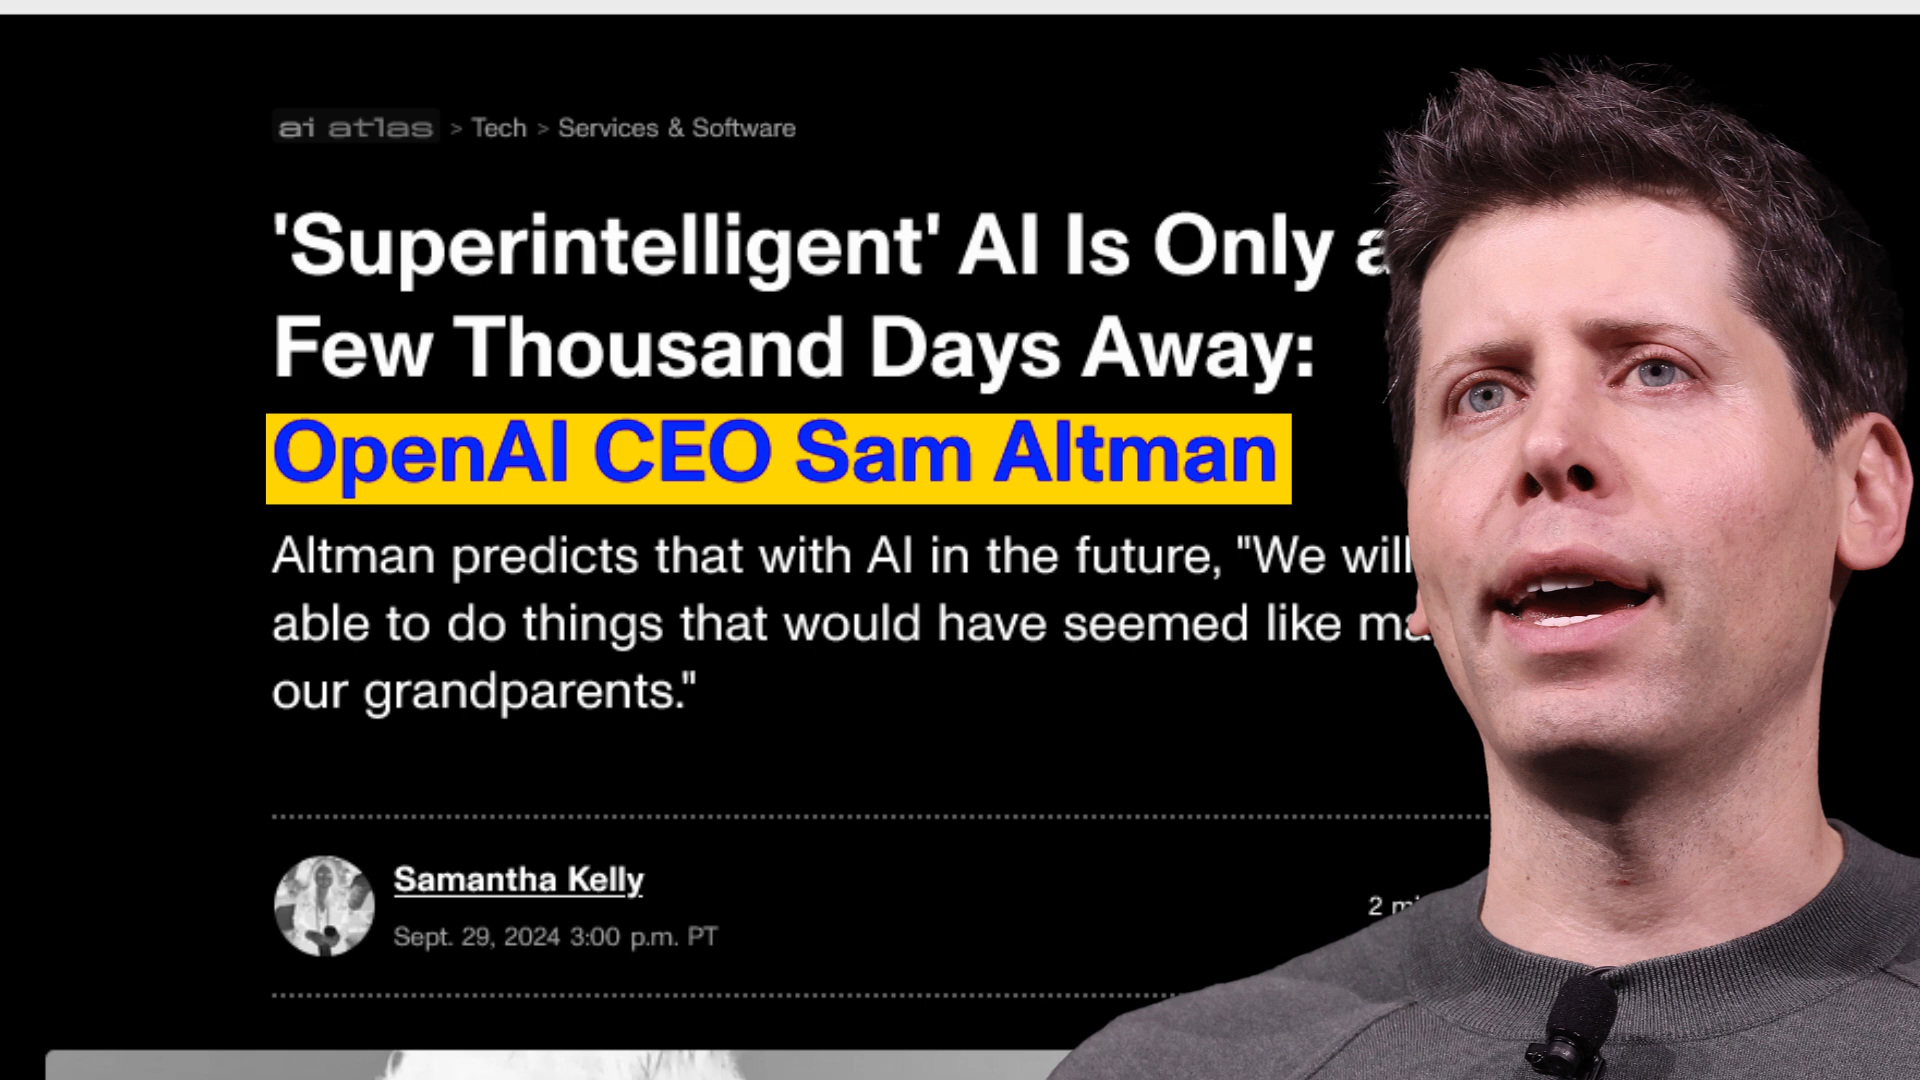 ai atlas > Tech > Services & Software
'Superintelligent' AI Is Only a
Few Thousand Days Away:
OpenAI CEO Sam Altman
Altman predicts that with AI in the future, "We will
able to do things that would have seemed like
our grandparents."
Samantha Kelly
2
Sept. 29, 2024 3:00 p.m. PT